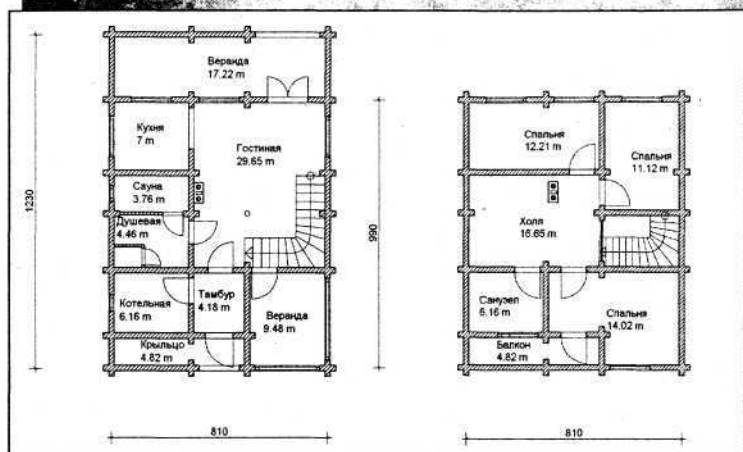 Веранда
17.22 m
Кухня
7 m
Гостиная
29.65 m
Сауна
3.76 m
Душевая
4.46 m
Котельная
6.16 m
Тамбур
4.18 m
Веранда
9.48 m
Крыльцо
4.82 m
1230
810
Спальня
12.21 m
Спальня
11.12 m
Холл
16.65 m
Санузел
6.16 m
Спальня
14.02 m
Балкон
4.82 m
990
810